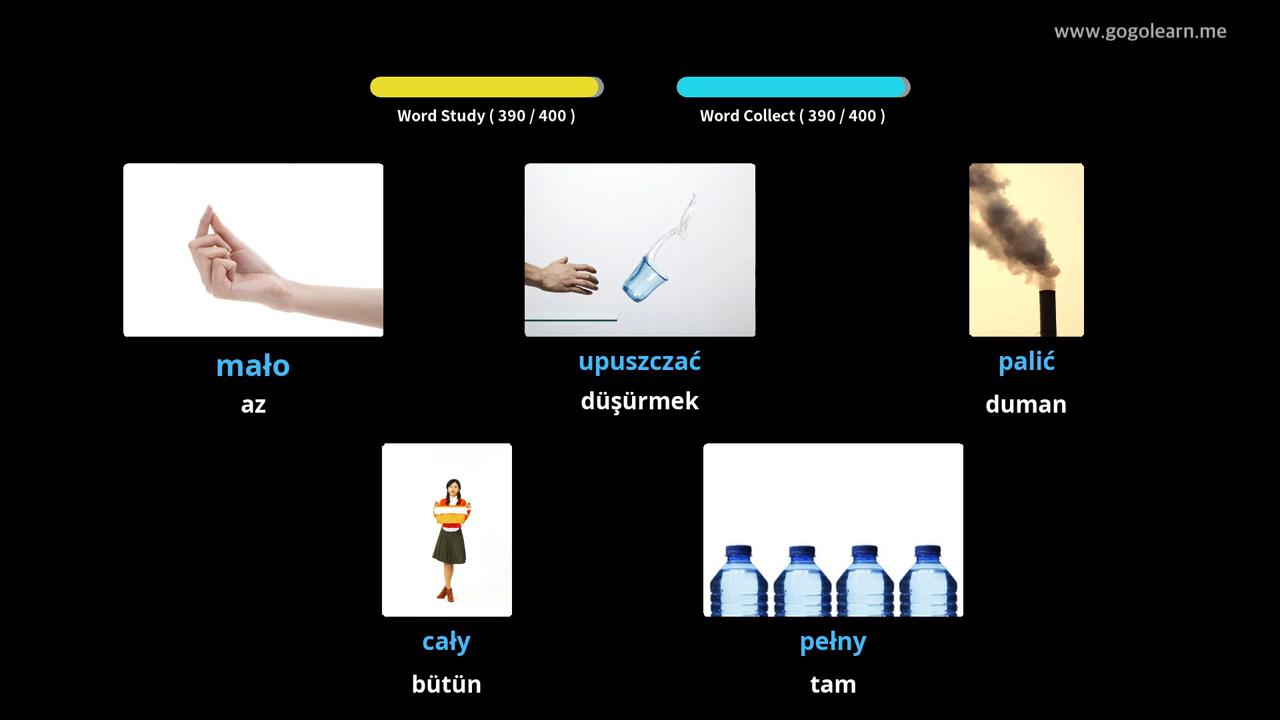 www.gogolearn.me
Word Study ( 390 / 400 )
Word Collect ( 390 / 400 )
mało
az
upuszczać
düşürmek
palić
duman
cały
bütün
pełny
tam